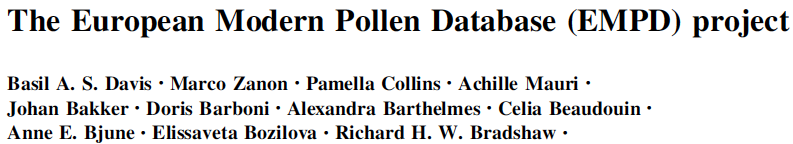 The European Modern Pollen Database (EMPD) project
Basil A. S. Davis · Marco Zanon · Pamella Collins · Achille Mauri ·
Johan Bakker · Doris Barboni · Alexandra Barthelmes · Celia Beaudouin ·
Anne E. Bjune · Elissaveta Bozilova · Richard H. W. Bradshaw ·